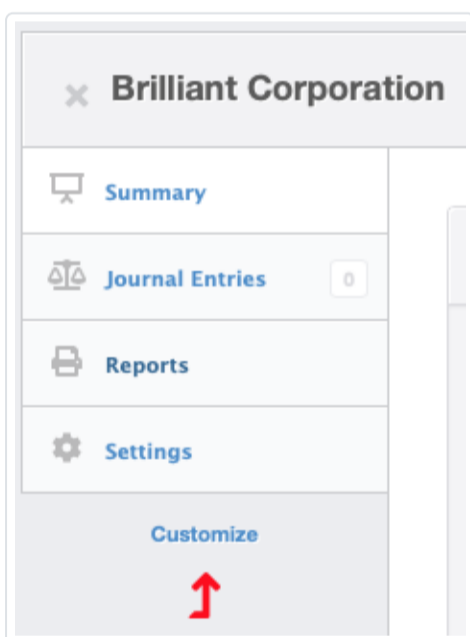 Brilliant Corporation
Summary
Journal Entries 0
Reports
Settings
Customize